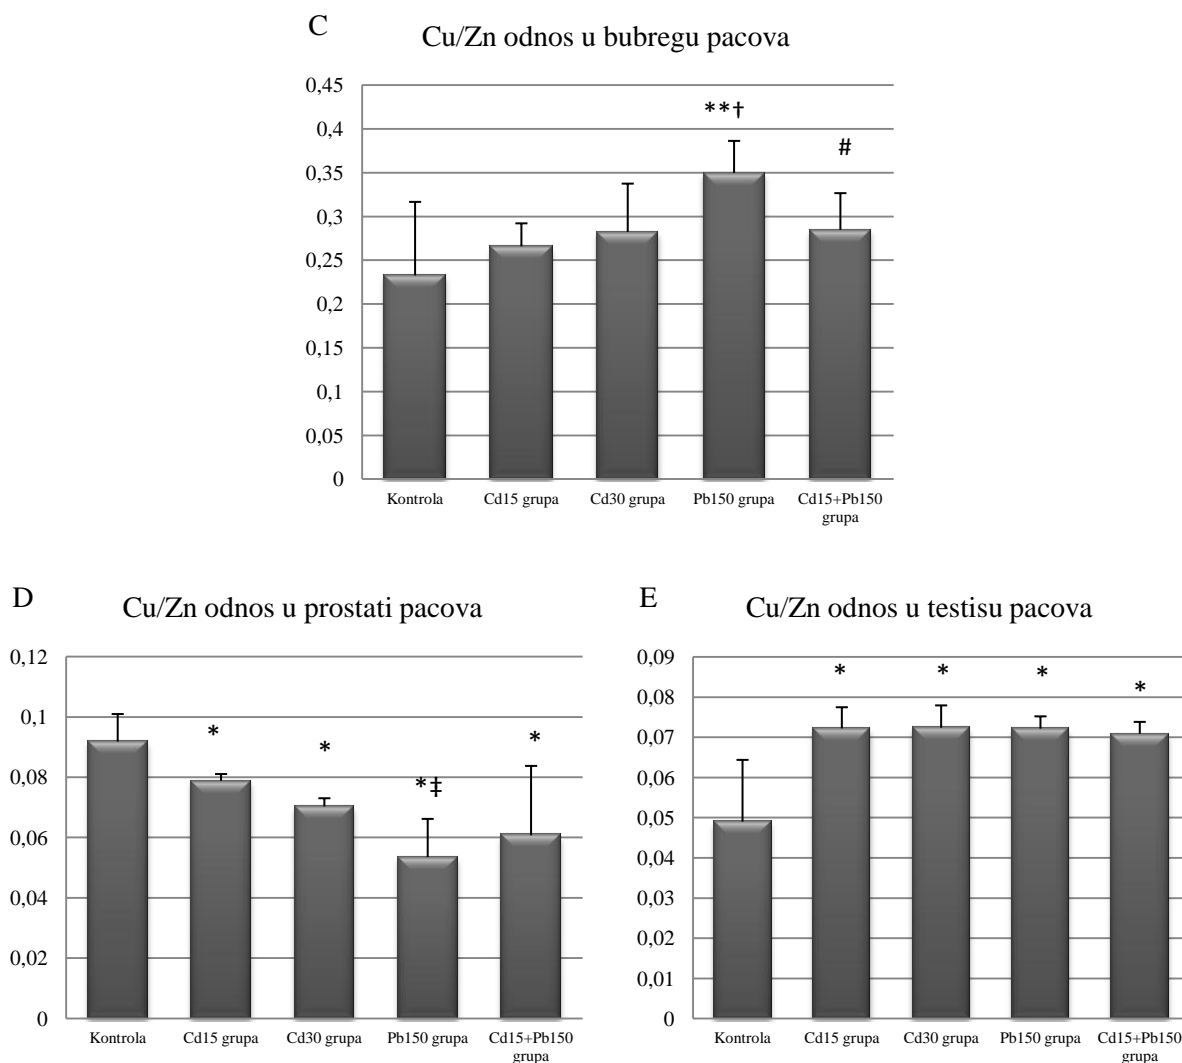 C
Cu/Zn odnos u bubregu pacova
0,45
0,4
0,35
0,3
0,25
0,2
0,15
0,1
0,05
0
**†
#
Kontrola
Cd15 grupa
Cd30 grupa
Pb150 grupa
Cd15+Pb150
grupa
D
Cu/Zn odnos u prostati pacova
0,12
0,1
0,08
0,06
0,04
0,02
0
*
*
*‡
*
Kontrola
Cd15 grupa
Cd30 grupa
Pb150 grupa
Cd15+Pb150
grupa
E
Cu/Zn odnos u testisu pacova
0,09
0,08
0,07
0,06
0,05
0,04
0,03
0,02
0,01
0
*
*
*
*
Kontrola
Cd15 grupa
Cd30 grupa
Pb150 grupa
Cd15+Pb150
grupa